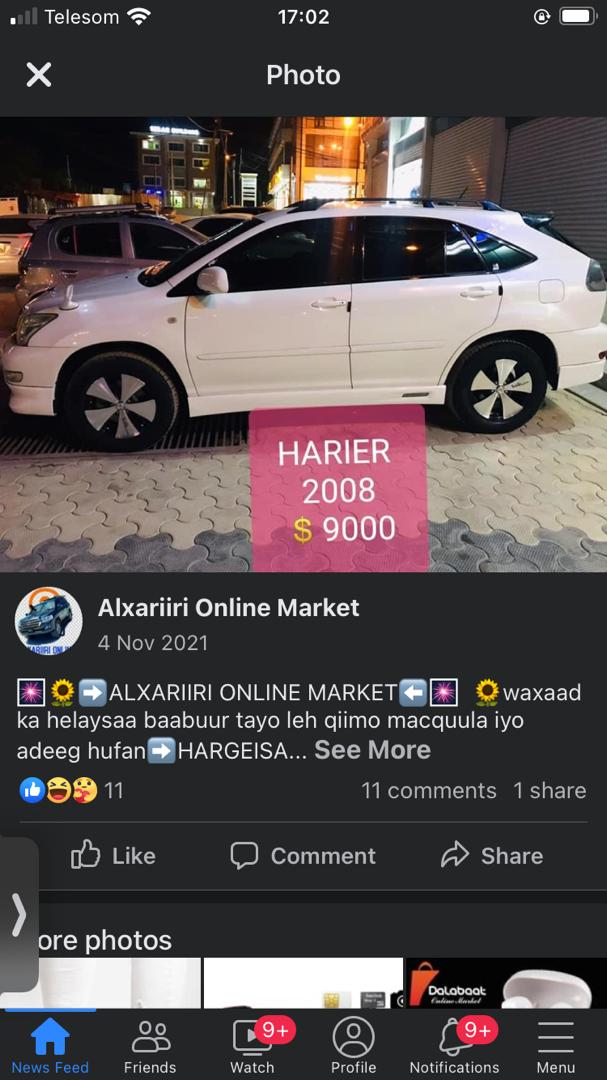 Telesom
17:02
Photo
HARIER
2008
$ 9000
Alxariiri Online Market
4 Nov 2021
🎆🌻➡️ALXARIIRI ONLINE MARKET⬅️🎆 🌻waxaad
ka helaysaa baabuur tayo leh qiimo macquula iyo
adeeg hufan➡️HARGEISA... See More
11
11 comments 1 share
Like Comment Share
ore photos
Dalabaat
Online Market
9+ 9+
News Feed Friends Watch Profile Notifications Menu